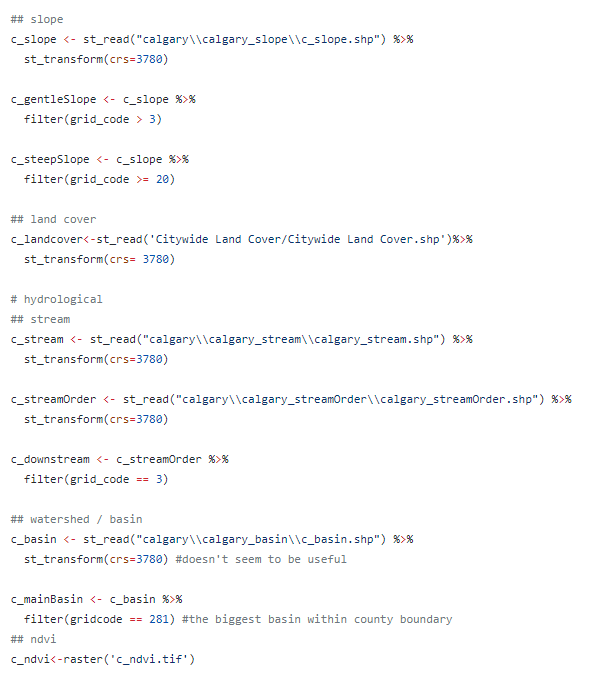 ## slope
c_slope <- st_read("calgary\\calgary_slope\\c_slope.shp") %>%
  st_transform(crs=3780)

c_gentleSlope <- c_slope %>%
  filter(grid_code > 3)

c_steepSlope <- c_slope %>%
  filter(grid_code >= 20)

## land cover
c_landcover<-st_read('Citywide Land Cover/Citywide Land Cover.shp')%>%
  st_transform(crs= 3780)

# hydrological
## stream
c_stream <- st_read("calgary\\calgary_stream\\calgary_stream.shp") %>%
  st_transform(crs=3780)

c_streamOrder <- st_read("calgary\\calgary_streamOrder\\calgary_streamOrder.shp") %>%
  st_transform(crs=3780)

c_downstream <- c_streamOrder %>%
  filter(grid_code == 3)

## watershed / basin
c_basin <- st_read("calgary\\calgary_basin\\c_basin.shp") %>%
  st_transform(crs=3780) #doesn't seem to be useful

c_mainBasin <- c_basin %>%
  filter(gridcode == 281) #the biggest basin within county boundary
## ndvi
c_ndvi<-raster('c_ndvi.tif')